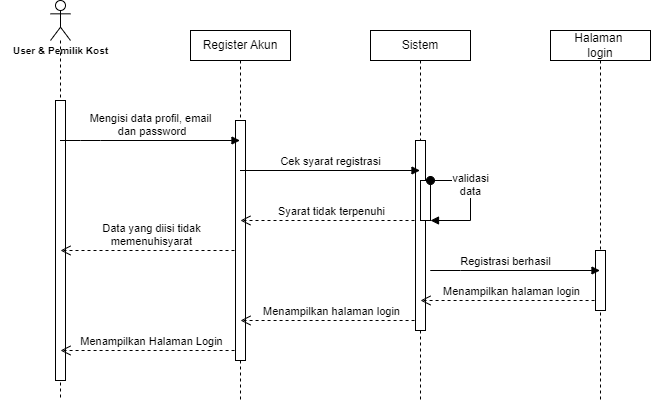 User & Pemilik Kost
Register Akun
Sistem
Halaman
login
Mengisi data profil, email
dan password
Cek syarat registrasi
validasi
data
Syarat tidak terpenuhi
Data yang diisi tidak
memenuhisyarat
Registrasi berhasil
Menampilkan halaman login
Menampilkan halaman login
Menampilkan Halaman Login